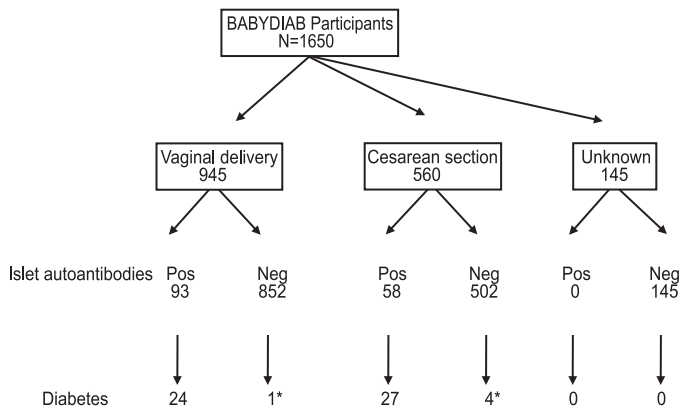 BABYDIAB Participants
N=1650
Vaginal delivery Cesarean section Unknown
945 560 145
Islet autoantibodies Pos Neg Pos Neg Pos Neg
93 852 58 502 0 145
Diabetes 24 1* 27 4* 0 0